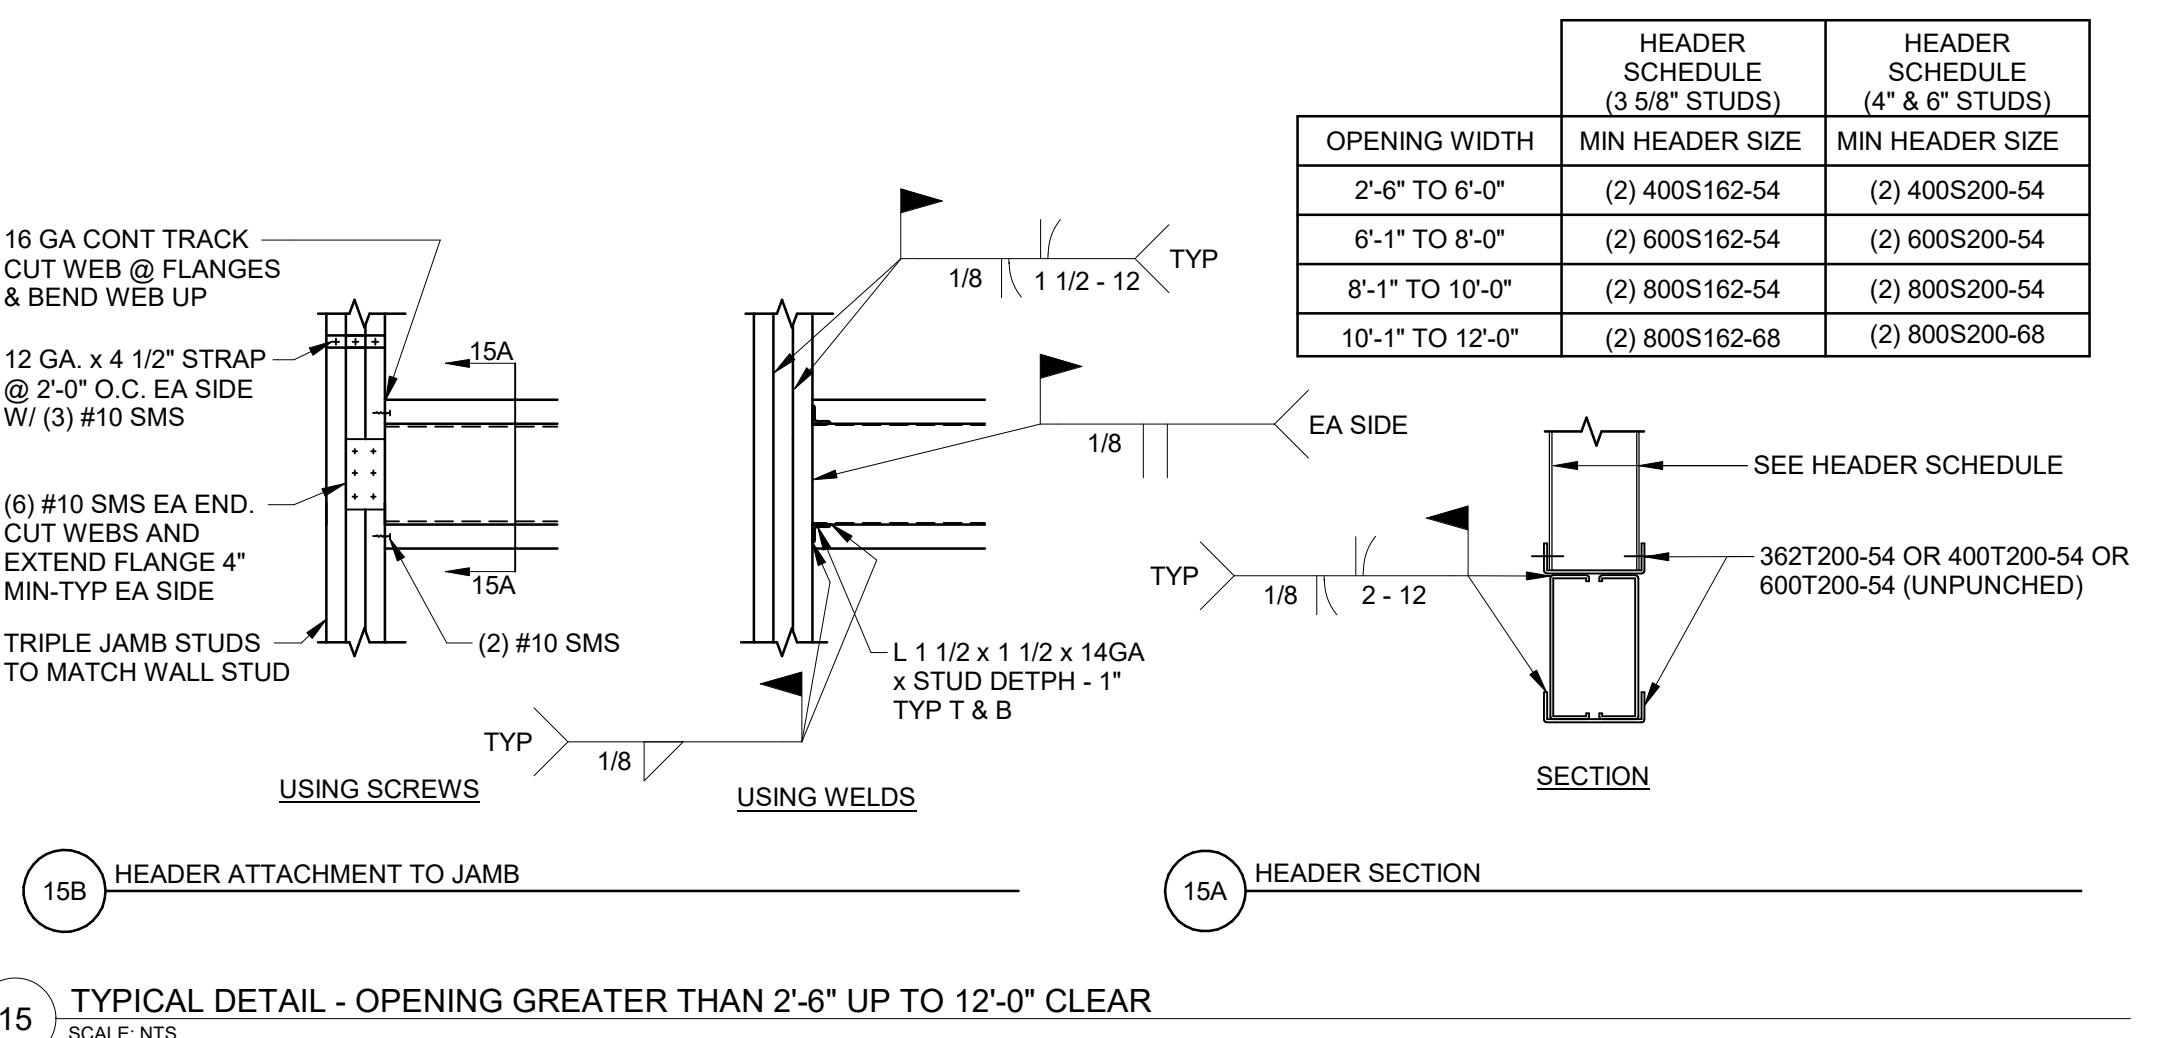 HEADER
SCHEDULE
(3 5/8" STUDS)
HEADER
SCHEDULE
(4" & 6" STUDS)
OPENING WIDTH MIN HEADER SIZE MIN HEADER SIZE
2'-6" TO 6'-0" (2) 400S162-54 (2) 400S200-54
6'-1" TO 8'-0" (2) 600S162-54 (2) 600S200-54
8'-1" TO 10'-0" (2) 800S162-54 (2) 800S200-54
10'-1" TO 12'-0" (2) 800S162-68 (2) 800S200-68
16 GA CONT TRACK
CUT WEB @ FLANGES
& BEND WEB UP
12 GA. x 4 1/2" STRAP
@ 2'-0" O.C. EA SIDE
W/ (3) #10 SMS
(6) #10 SMS EA END.
CUT WEBS AND
EXTEND FLANGE 4"
MIN-TYP EA SIDE
TRIPLE JAMB STUDS
TO MATCH WALL STUD
15A
15A
(2) #10 SMS
USING SCREWS
1/8 1 1/2 - 12 TYP
1/8 EA SIDE
L 1 1/2 x 1 1/2 x 14GA
x STUD DETPH - 1"
TYP T & B
TYP 1/8
USING WELDS
SEE HEADER SCHEDULE
362T200-54 OR 400T200-54 OR
600T200-54 (UNPUNCHED)
TYP 1/8 2 - 12
SECTION
15B HEADER ATTACHMENT TO JAMB
15A HEADER SECTION
15 TYPICAL DETAIL - OPENING GREATER THAN 2'-6" UP TO 12'-0" CLEAR
SCALE: NTS